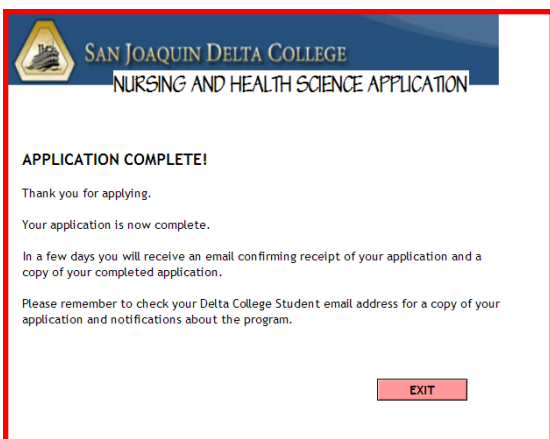 SAN JOAQUIN DELTA COLLEGE
NURSING AND HEALTH SCIENCE APPLICATION
APPLICATION COMPLETE!
Thank you for applying.
Your application is now complete.
In a few days you will receive an email confirming receipt of your application and a
copy of your completed application.
Please remember to check your Delta College Student email address for a copy of your
application and notifications about the program.
EXIT